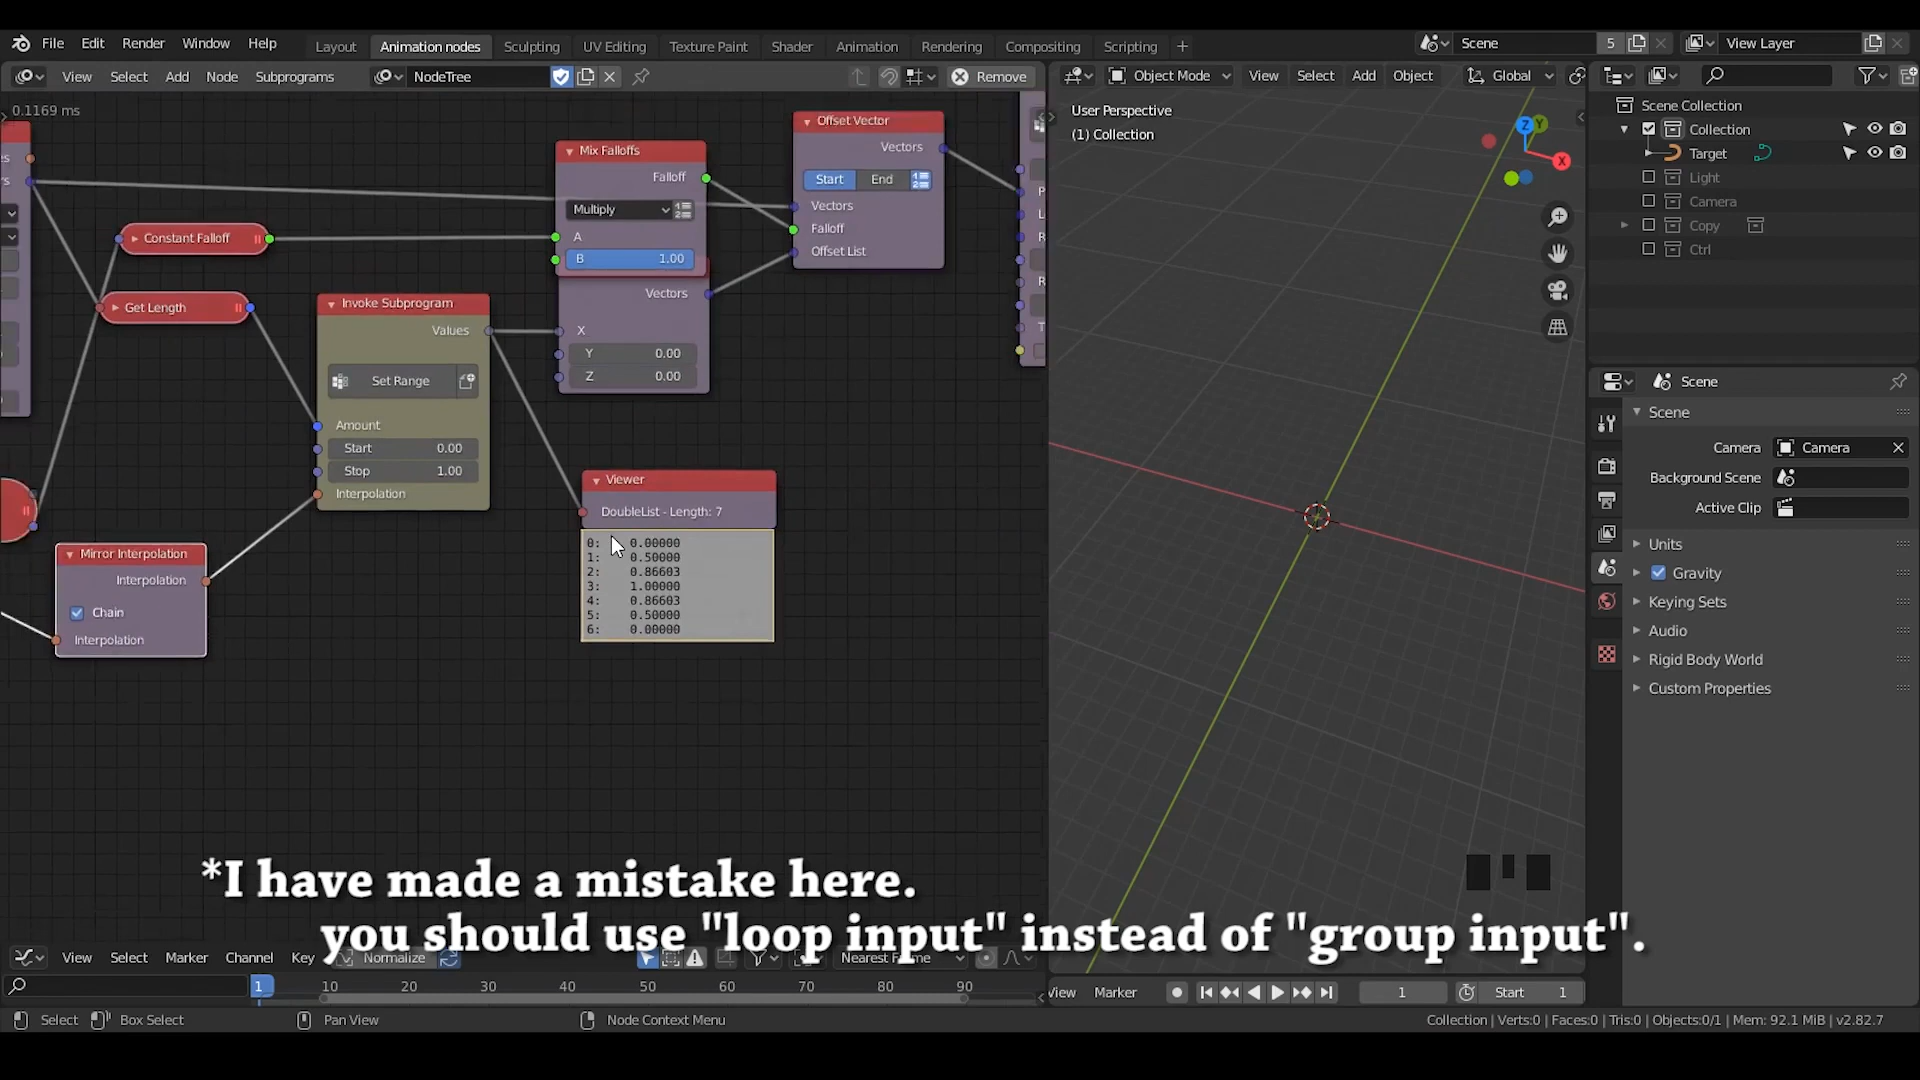 File Edit Render Window Help Layout Animation nodes Sculpting UV Editing Texture Paint Shader Animation Rendering Compositing Scripting + Scene 5 View Layer
View Select Add Node Subprograms NodeTree Remove
Object Mode View Select Add Object Global
0.1169 ms
User Perspective
(1) Collection
Z
Y
X
Scene Collection
Collection
Target
Light
Camera
Copy
Ctrl
Constant Falloff
Get Length
Mix Falloffs
Falloff
Multiply
A
B 1.00
Vectors
X
Y 0.00
Z 0.00
Offset Vector
Vectors
Start End
Vectors
Falloff
Offset List
Invoke Subprogram
Values
Set Range
Amount
Start 0.00
Stop 1.00
Interpolation
Mirror Interpolation
Interpolation
Chain
Interpolation
Viewer
DoubleList - Length: 7
0: 0.00000
1: 0.50000
2: 0.86603
3: 1.00000
4: 0.86603
5: 0.50000
6: 0.00000
Scene
Scene
Camera Camera
Background Scene
Active Clip
Units
Gravity
Keying Sets
Audio
Rigid Body World
Custom Properties
*I have made a mistake here.
you should use "loop input" instead of "group input".
View Select Marker Channel Key Normalize Nearest Frame
1 10 20 30 40 50 60 70 80 90
View Marker 1 Start 1
Select Box Select Pan View Node Context Menu
Collection | Verts:0 | Faces:0 | Tris:0 | Objects:0/1 | Mem: 92.1 MiB | v2.82.7